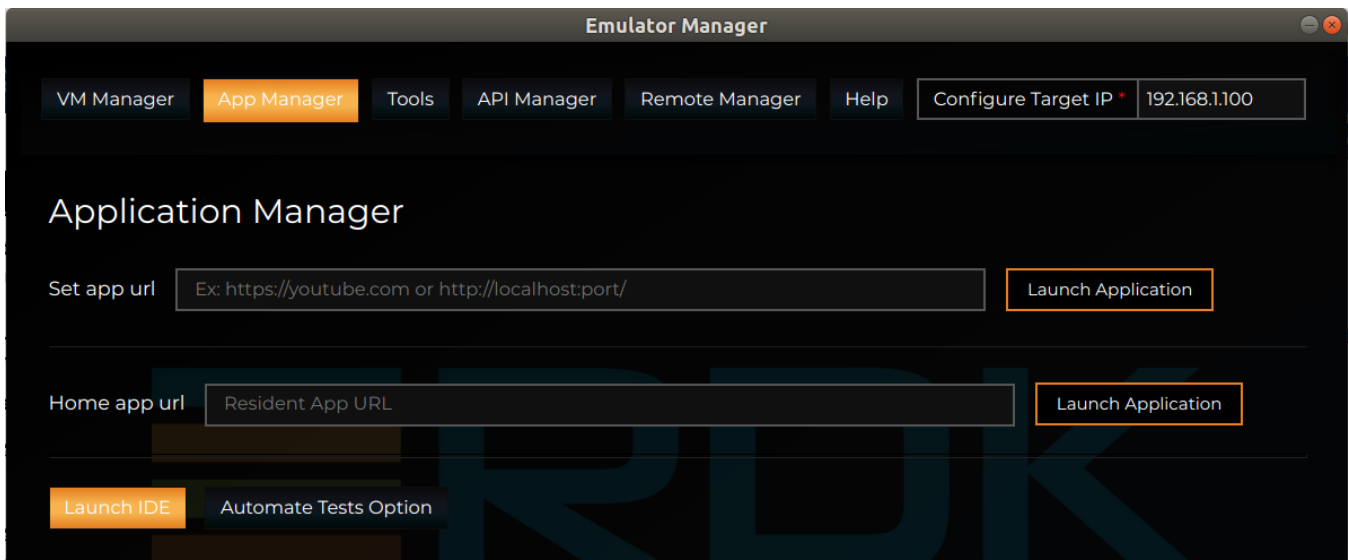 Emulator Manager
VM Manager App Manager Tools API Manager Remote Manager Help Configure Target IP * 192.168.1.100
Application Manager
Set app url Ex: https://youtube.com or http://localhost:port/ Launch Application
Home app url Resident App URL Launch Application
Launch IDE Automate Tests Option
RDK